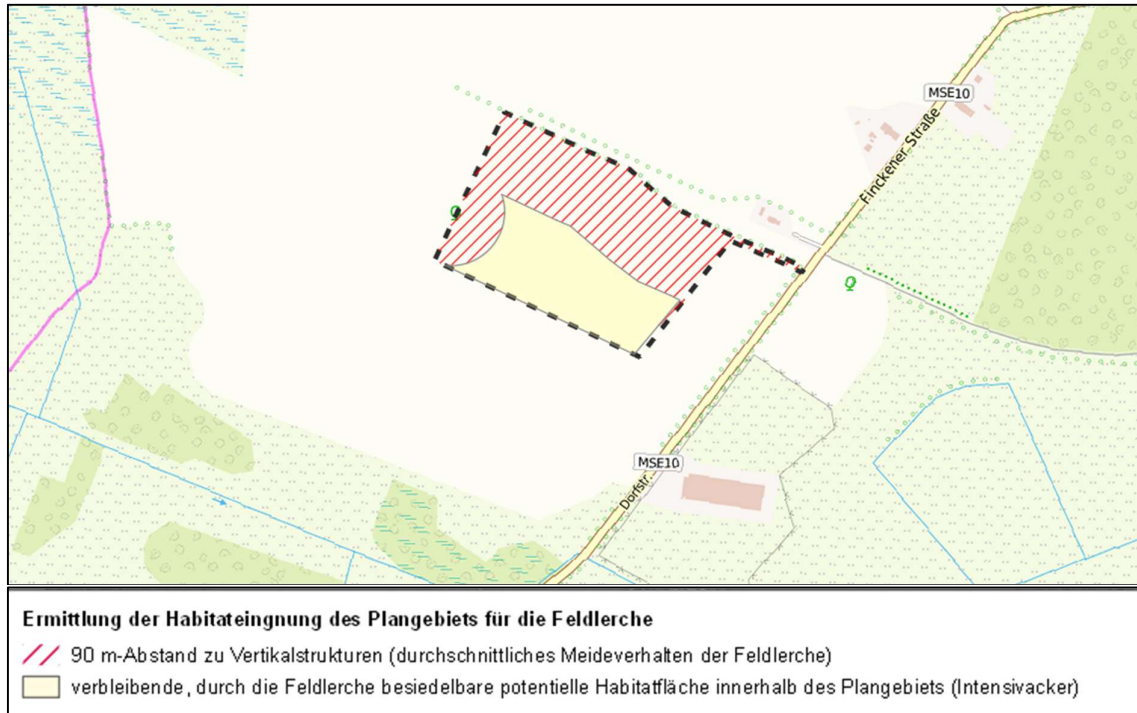 MSE10
Finckener Straße
MSE10
Dorfstr.
Ermittlung der Habitateingnung des Plangebiets für die Feldlerche
90 m-Abstand zu Vertikalstrukturen (durchschnittliches Meideverhalten der Feldlerche)
verbleibende, durch die Feldlerche besiedelbare potentielle Habitatfläche innerhalb des Plangebiets (Intensivacker)